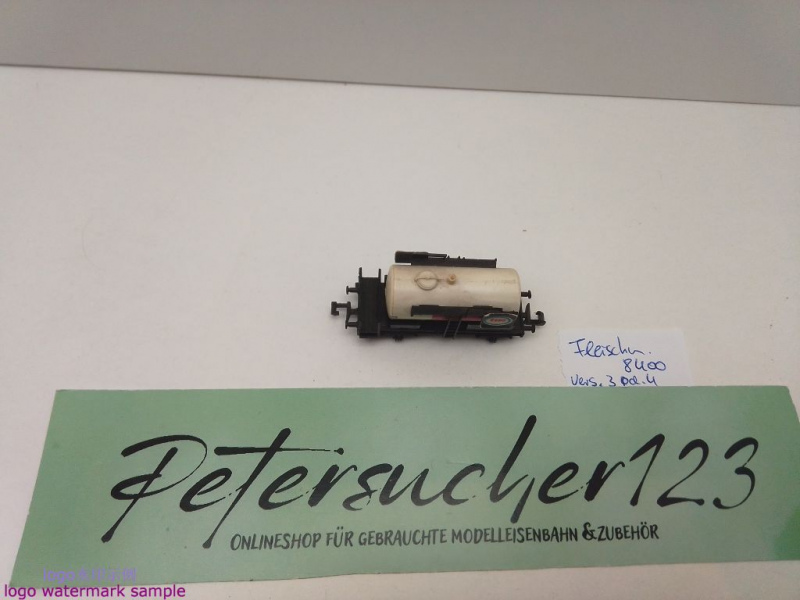 Fleischm.
8400
Vers. 3 od. 4
Petersucher123
ONLINESHOP FÜR GEBRAUCHTE MODELLEISENBAHN &ZUBEHÖR
logo watermark sample